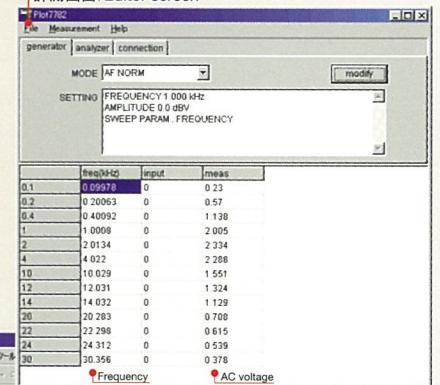 Editor screen
Plot7782
File Measurement Help
generator analyzer connection
MODE AF NORM modify
SETTING FREQUENCY 1.000 kHz
AMPLITUDE 0.0 dBV
SWEEP PARAM. FREQUENCY
freq(kHz) input meas
0.1 0.09978 0 0.23
0.2 0.20063 0 0.57
0.4 0.40092 0 1.138
1 1.0008 0 2.005
2 2.0134 0 2.334
4 4.022 0 2.288
10 10.029 0 1.551
12 12.031 0 1.324
14 14.032 0 1.129
20 20.283 0 0.708
22 22.298 0 0.615
24 24.312 0 0.539
30 30.356 0 0.378
Frequency AC voltage